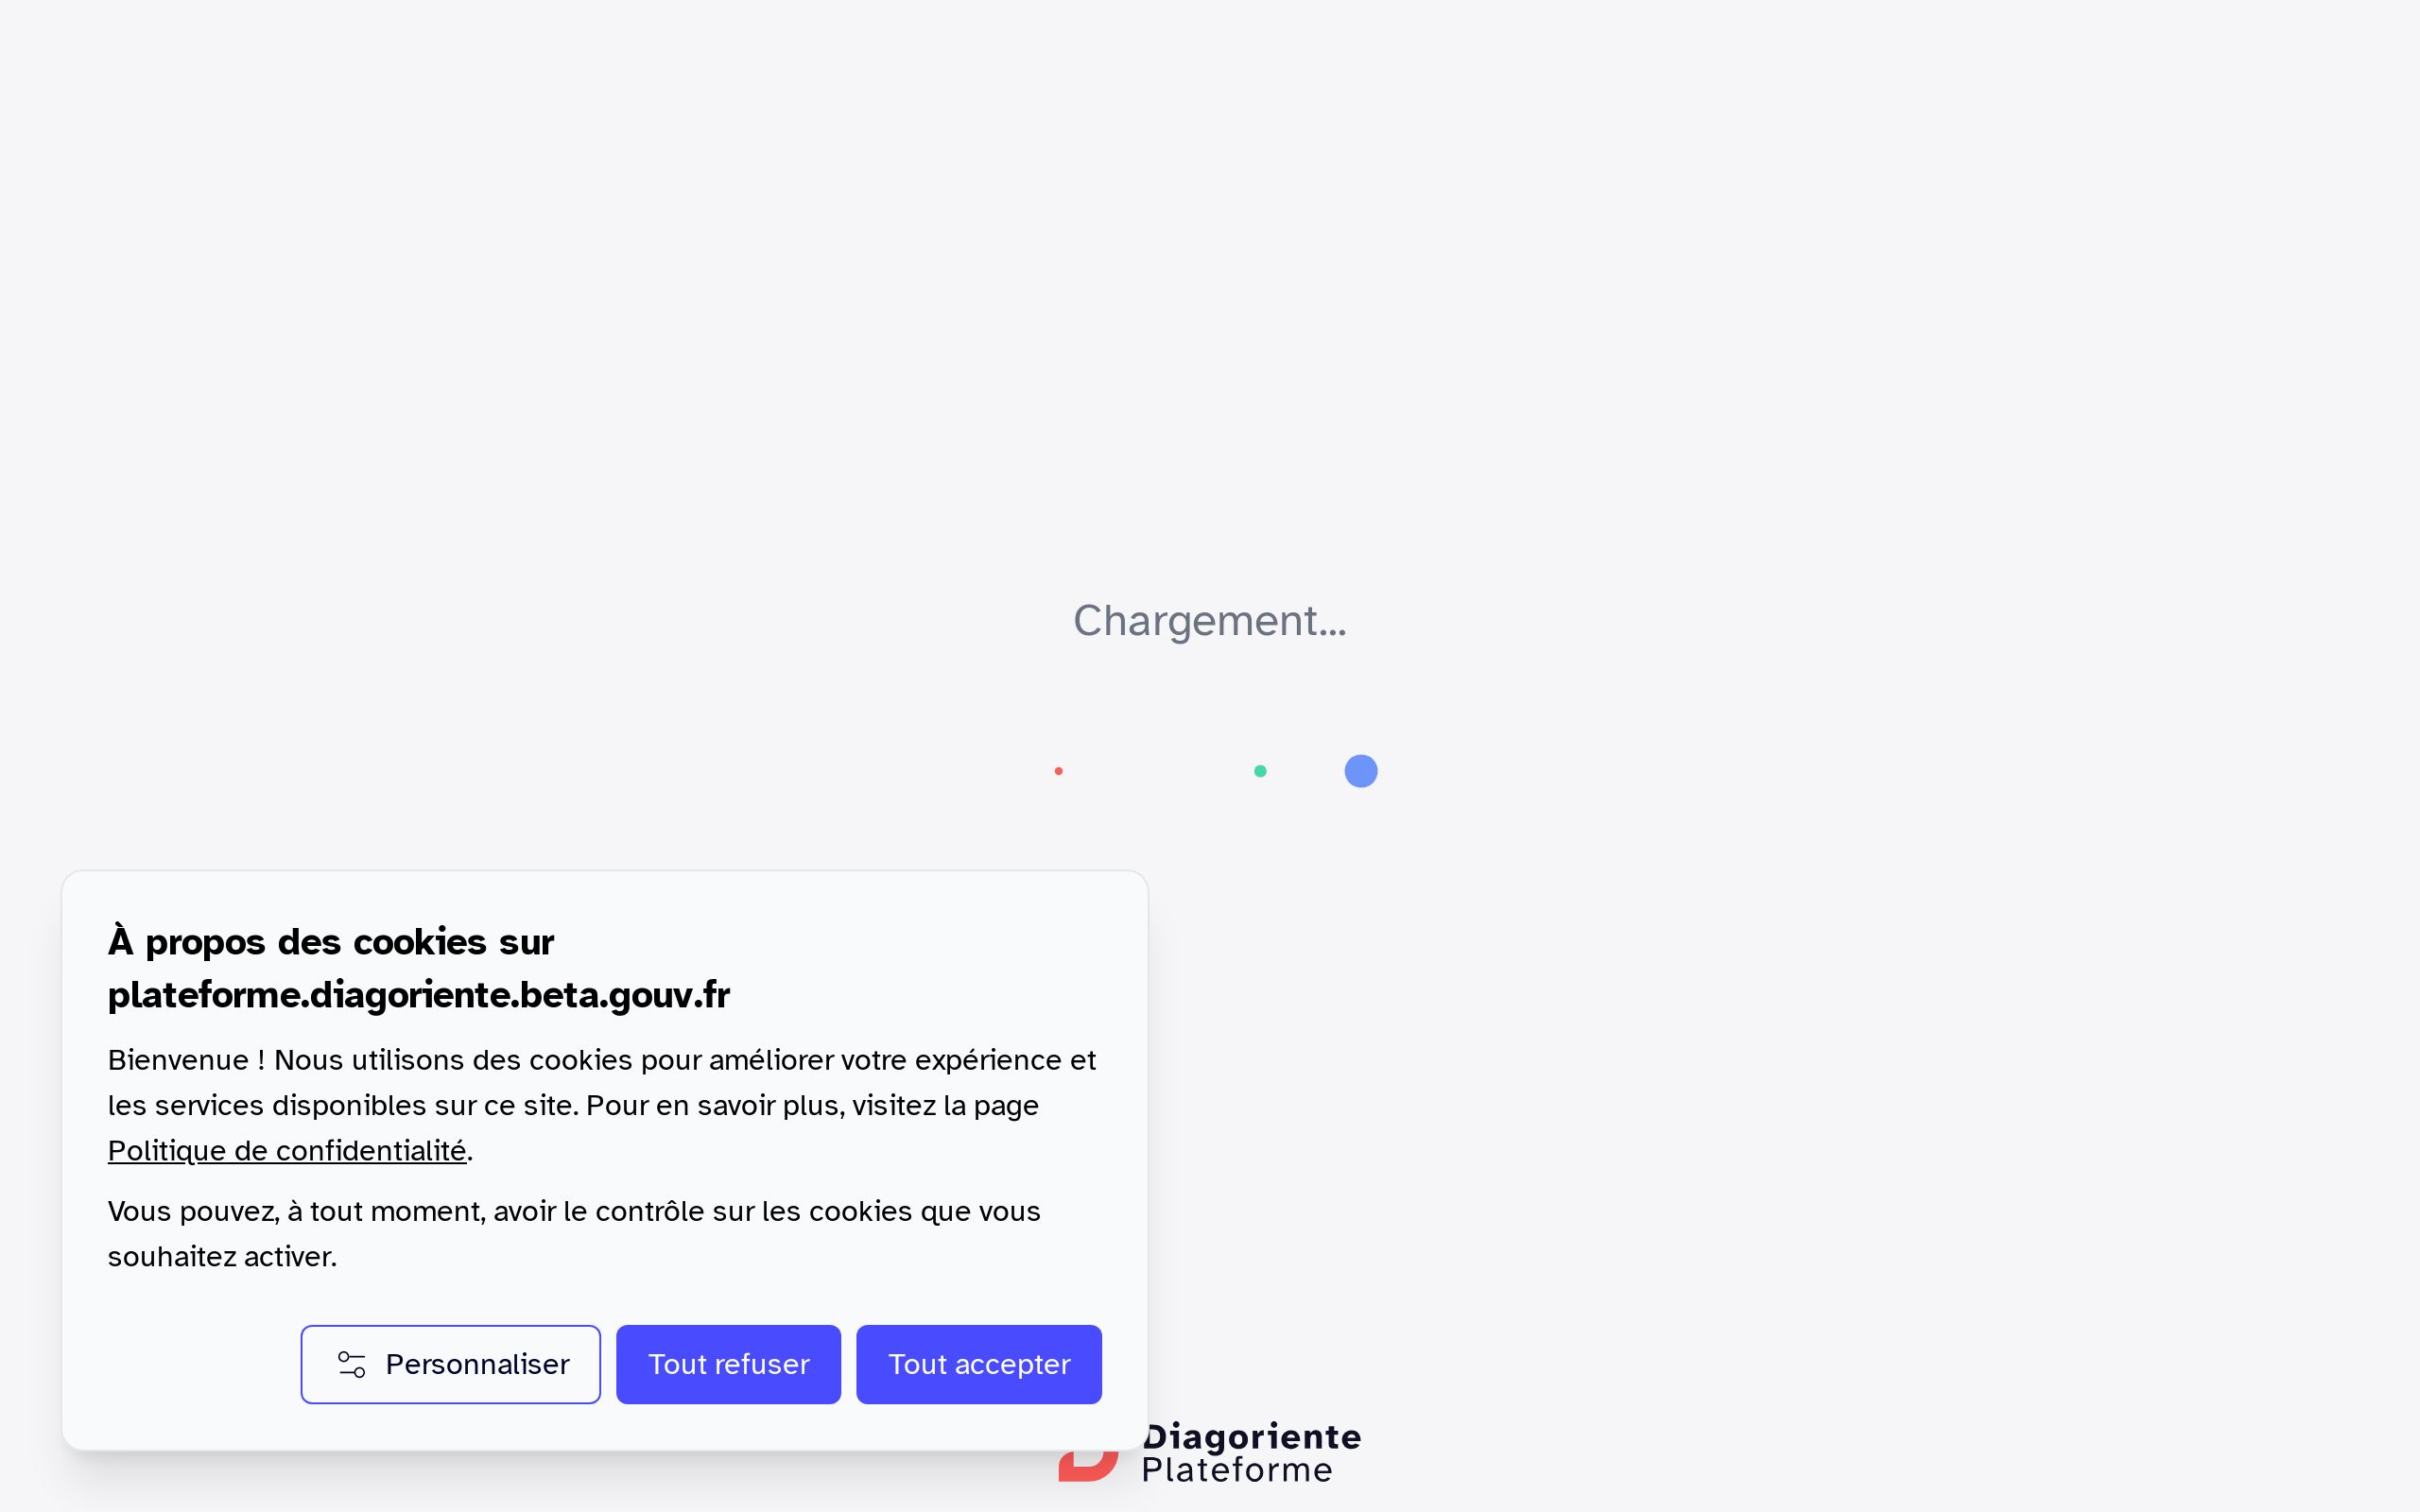 Chargement...
À propos des cookies sur
plateforme.diagoriente.beta.gouv.fr
Bienvenue ! Nous utilisons des cookies pour améliorer votre expérience et
les services disponibles sur ce site. Pour en savoir plus, visitez la page
Politique de confidentialité.
Vous pouvez, à tout moment, avoir le contrôle sur les cookies que vous
souhaitez activer.
Personnaliser
Tout refuser
Tout accepter
Diagoriente
Plateforme